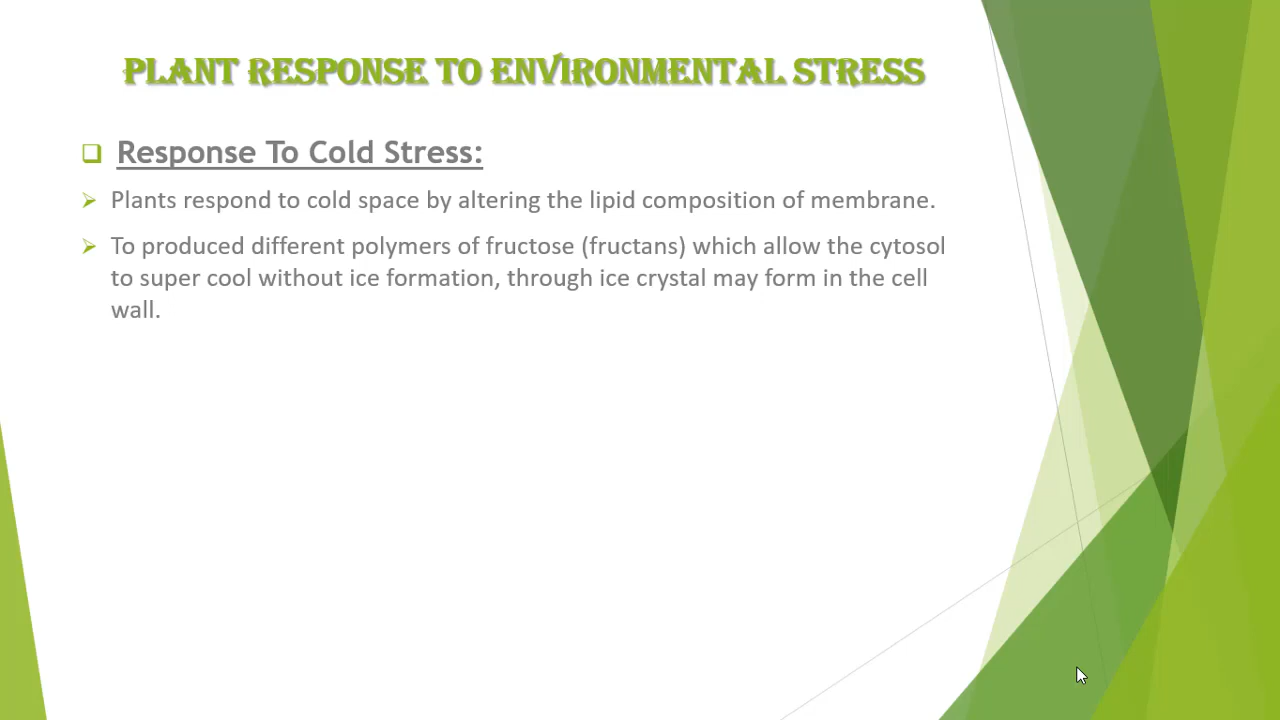 PLANT RESPONSE TO ENVIRONMENTAL STRESS
Response To Cold Stress:
Plants respond to cold space by altering the lipid composition of membrane.
To produced different polymers of fructose (fructans) which allow the cytosol
to super cool without ice formation, through ice crystal may form in the cell
wall.